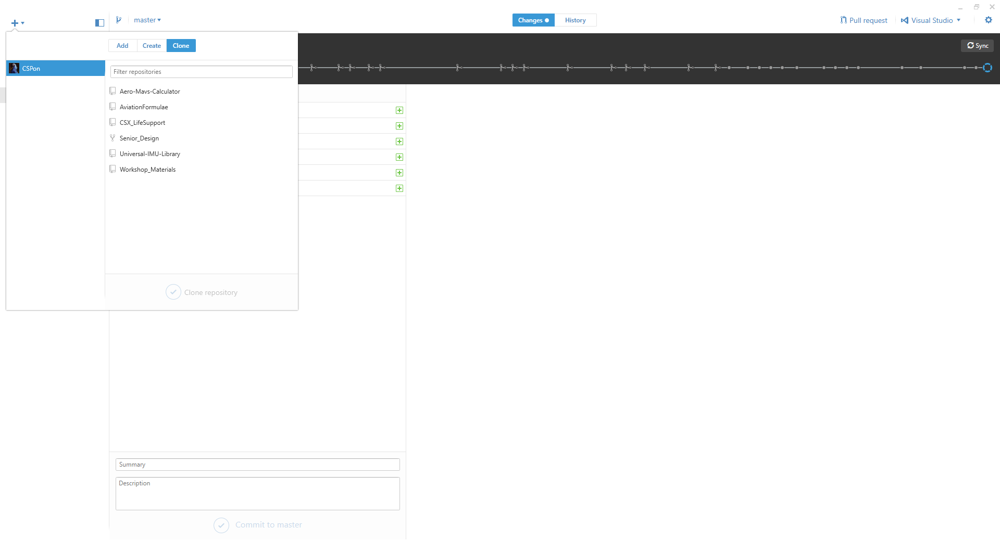 master
Changes
History
Pull request
Visual Studio
Add
Create
Clone
Sync
CSPon
Filter repositories
Aero-Mavs-Calculator
AviationFormulae
CSX_LifeSupport
Senior_Design
Universal-IMU-Library
Workshop_Materials
Clone repository
Summary
Description
Commit to master